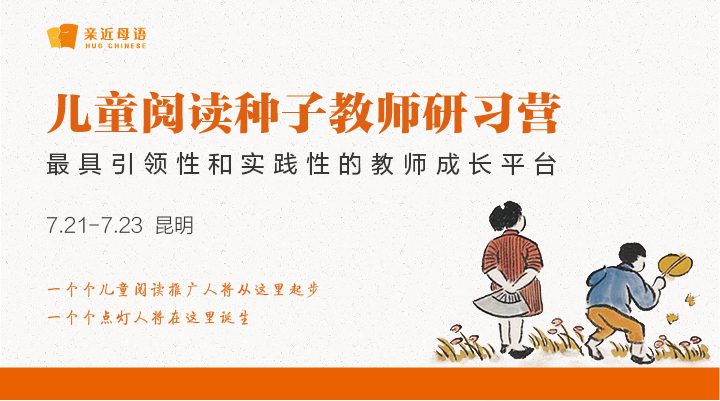 亲近母语
HUG CHINESE
儿童阅读种子教师研习营
最具引领性和实践性的教师成长平台
7.21-7.23 昆明
一个个儿童阅读推广人将从这里起步
一个个点灯人将在这里诞生